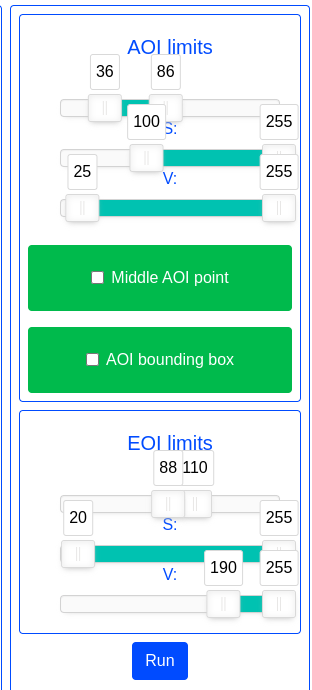 AOI limits
36 86
S:
100 255
V:
25 255
Middle AOI point
AOI bounding box
EOI limits
88 110
S:
20 255
V:
190 255
Run